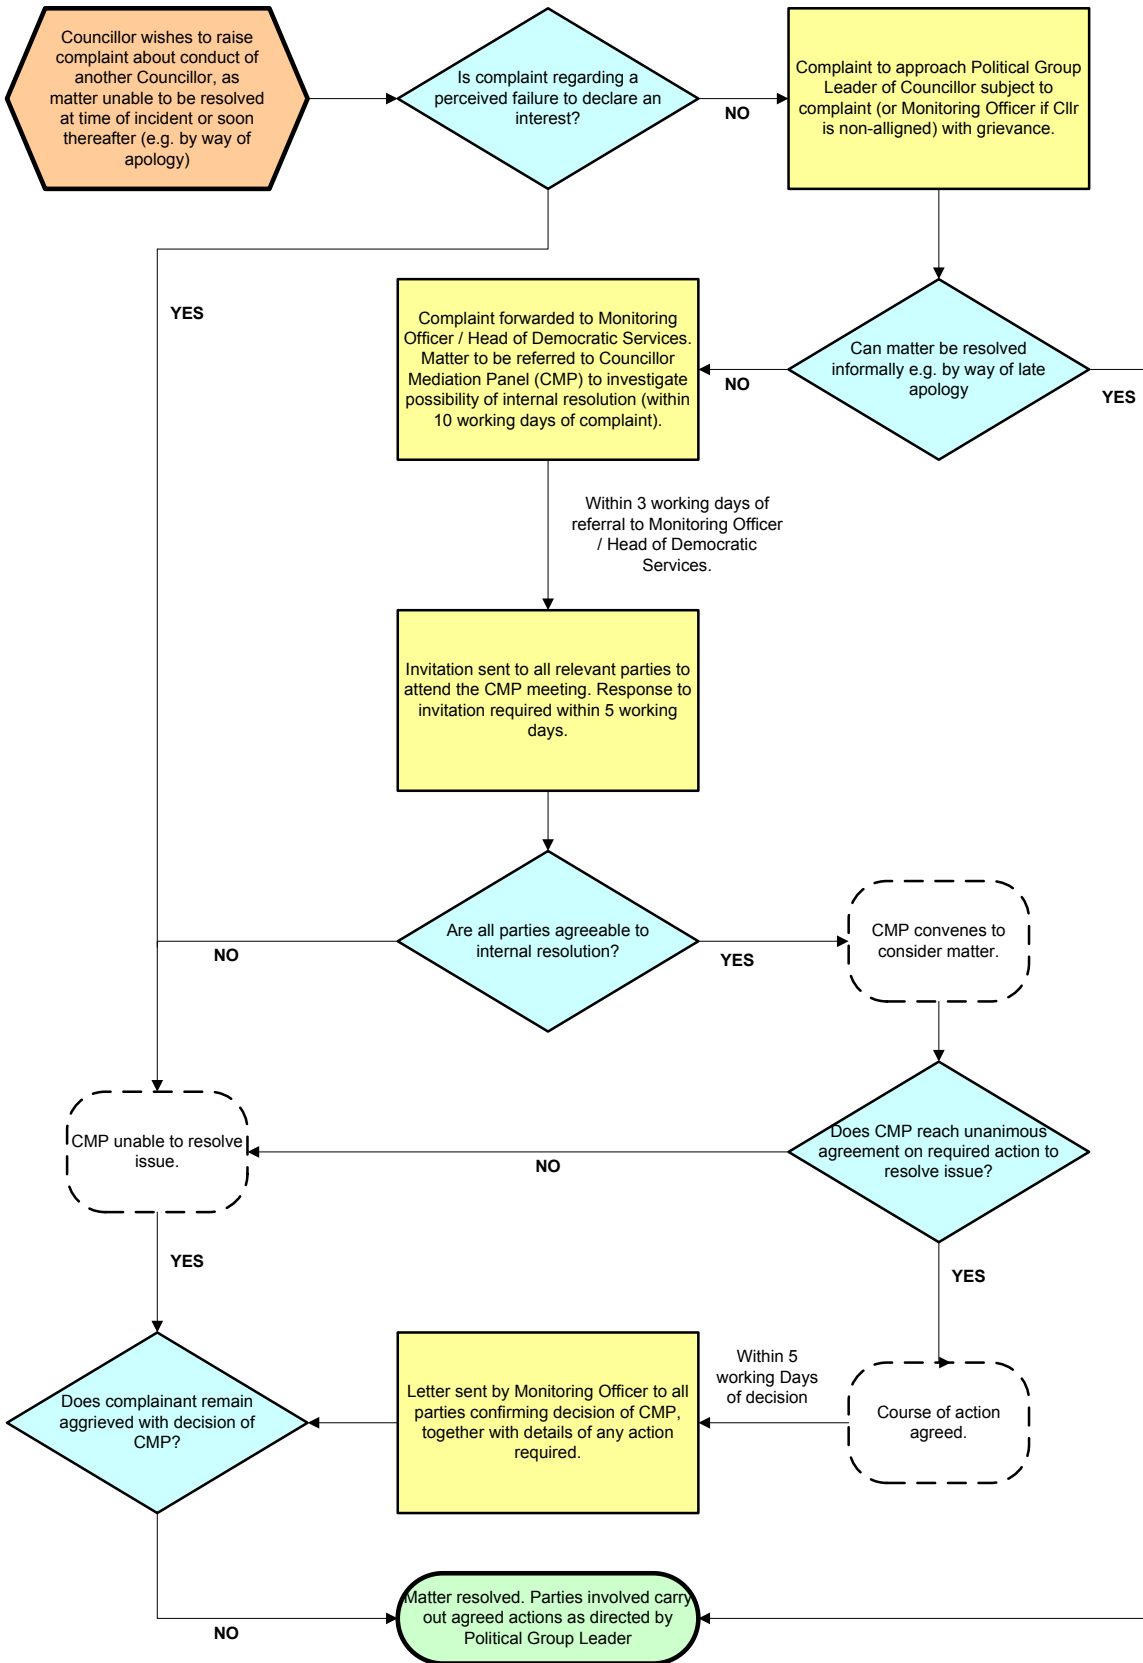 Councillor wishes to raise
complaint about conduct of
another Councillor, as
matter unable to be resolved
at time of incident or soon
thereafter (e.g. by way of
apology)
Is complaint regarding a
perceived failure to declare an
interest?
NO
Complaint to approach Political Group
Leader of Councillor subject to
complaint (or Monitoring Officer if Cllr
is non-alligned) with grievance.
YES
Complaint forwarded to Monitoring
Officer / Head of Democratic Services.
Matter to be referred to Councillor
Mediation Panel (CMP) to investigate
possibility of internal resolution (within
10 working days of complaint).
NO
Can matter be resolved
informally e.g. by way of late
apology
YES
Within 3 working days of
referral to Monitoring Officer
/ Head of Democratic
Services.
Invitation sent to all relevant parties to
attend the CMP meeting. Response to
invitation required within 5 working
days.
Are all parties agreeable to
internal resolution?
NO
YES
CMP convenes to
consider matter.
CMP unable to resolve
issue.
NO
Does CMP reach unanimous
agreement on required action to
resolve issue?
YES
YES
Does complainant remain
aggrieved with decision of
CMP?
Letter sent by Monitoring Officer to all
parties confirming decision of CMP,
together with details of any action
required.
Within 5
working Days
of decision
Course of action
agreed.
NO
Matter resolved. Parties involved carry
out agreed actions as directed by
Political Group Leader